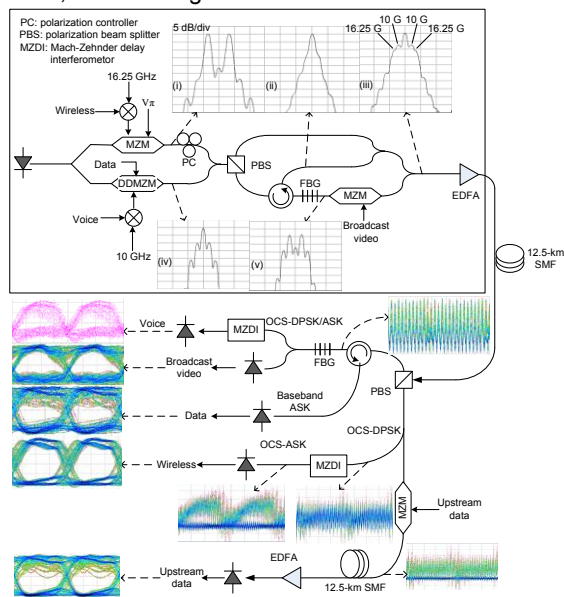 PC: polarization controller
PBS: polarization beam splitter
MZDI: Mach-Zehnder delay
interferometor
5 dB/div
10 G 10 G
16.25 G 16.25 G
(i)
(ii)
(iii)
16.25 GHz
Wireless
Vπ
MZM
PC
Data
DDMZM
PBS
FBG
MZM
EDFA
Voice
10 GHz
Broadcast
video
(iv)
(v)
12.5-km
SMF
Voice
MZDI
OCS-DPSK/ASK
FBG
Broadcast
video
PBS
Baseband
ASK
Data
OCS-DPSK
OCS-ASK
Wireless
MZDI
MZM
Upstream
data
EDFA
Upstream
data
12.5-km SMF